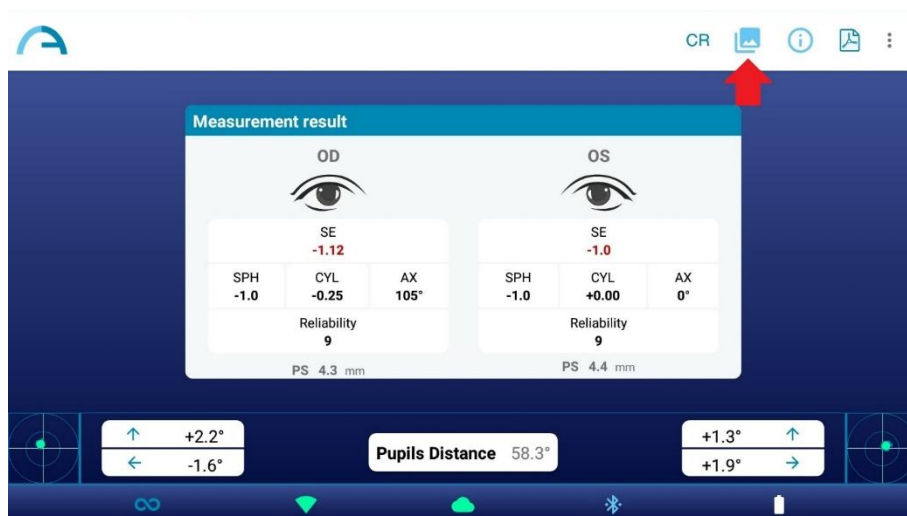 CR
Measurement result
OD
OS
SE
-1.12
SE
-1.0
SPH CYL AX
-1.0 -0.25 105°
SPH CYL AX
-1.0 +0.00 0°
Reliability
9
Reliability
9
PS 4.3 mm
PS 4.4 mm
↑ +2.2°
← -1.6°
Pupils Distance 58.3°
+1.3° ↑
+1.9° →